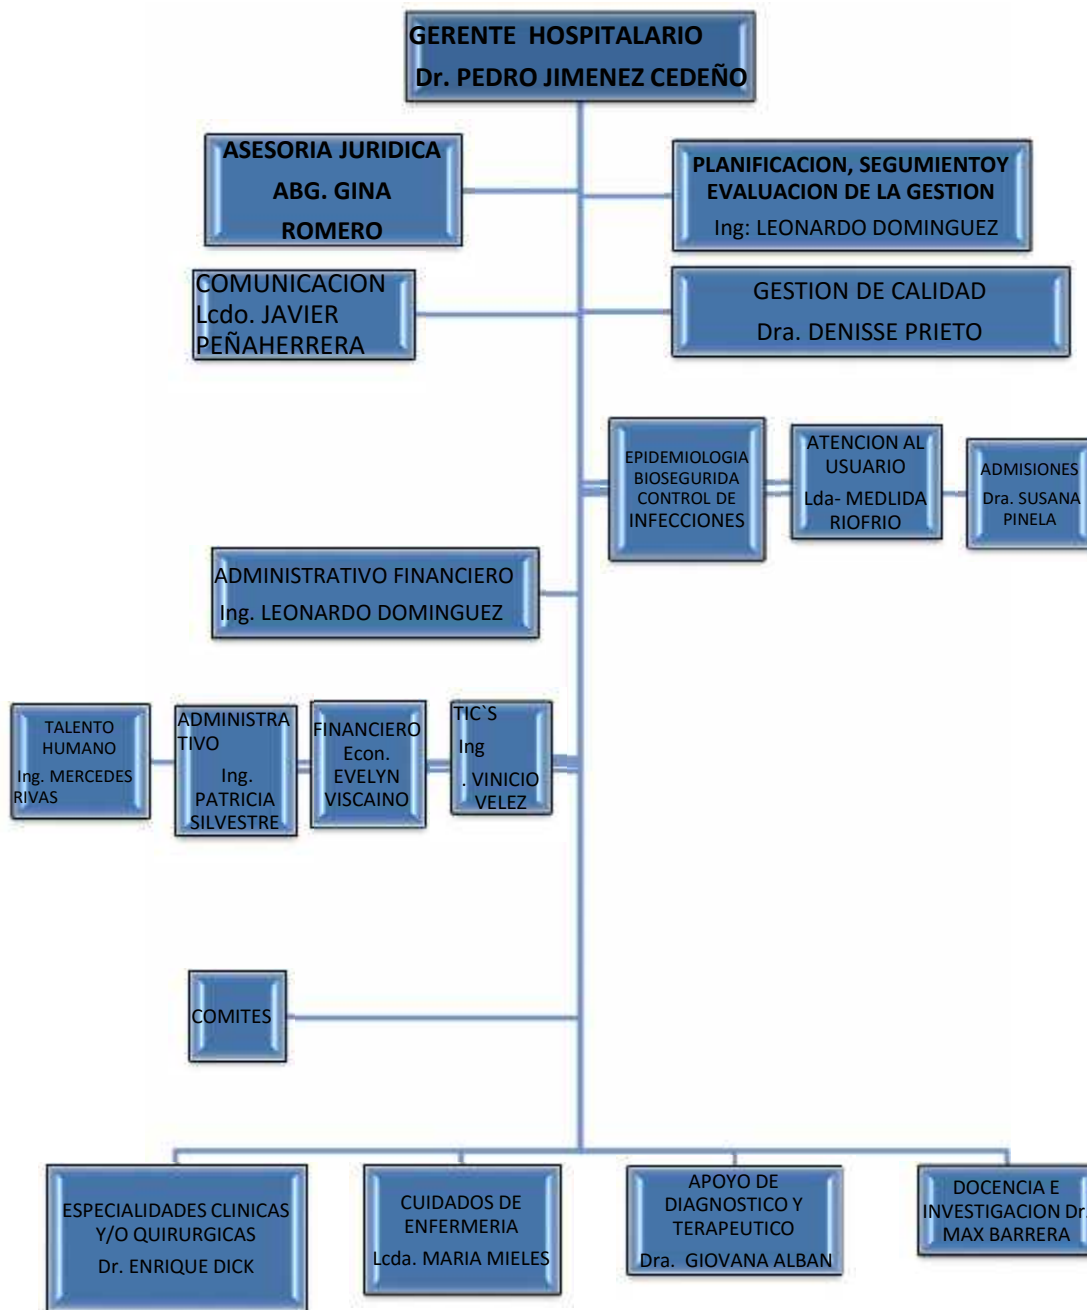 GERENTE HOSPITALARIO
Dr. PEDRO JIMENEZ CEDEÑO
ASESORIA JURIDICA
ABG. GINA
ROMERO
PLANIFICACION, SEGUMIENTOY
EVALUACION DE LA GESTION
Ing: LEONARDO DOMINGUEZ
COMUNICACION
Lcdo. JAVIER
PEÑAHERRERA
GESTION DE CALIDAD
Dra. DENISSE PRIETO
EPIDEMIOLOGIA
BIOSEGURIDA
CONTROL DE
INFECCIONES
ATENCION AL
USUARIO
Lda- MEDLIDA
RIOFRIO
ADMISIONES
Dra. SUSANA
PINELA
ADMINISTRATIVO FINANCIERO
Ing. LEONARDO DOMINGUEZ
TALENTO
HUMANO
Ing. MERCEDES
RIVAS
ADMINISTRA
TIVO
Ing.
PATRICIA
SILVESTRE
FINANCIERO
Econ.
EVELYN
VISCAINO
TIC`S
Ing
. VINICIO
VELEZ
COMITES
ESPECIALIDADES CLINICAS
Y/O QUIRURGICAS
Dr. ENRIQUE DICK
CUIDADOS DE
ENFERMERIA
Lcda. MARIA MIELES
APOYO DE
DIAGNOSTICO Y
TERAPEUTICO
Dra. GIOVANA ALBAN
DOCENCIA E
INVESTIGACION Dr.
MAX BARRERA